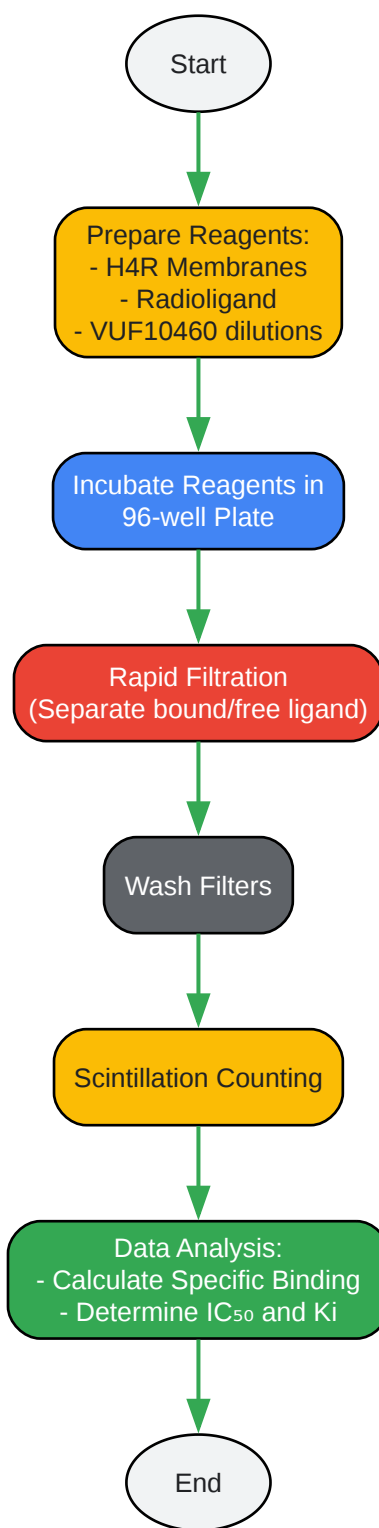 Start
Prepare Reagents:
- H4R Membranes
- Radioligand
- VUF10460 dilutions
Incubate Reagents in
96-well Plate
Rapid Filtration
(Separate bound/free ligand)
Wash Filters
Scintillation Counting
Data Analysis:
- Calculate Specific Binding
- Determine IC₅₀ and Ki
End